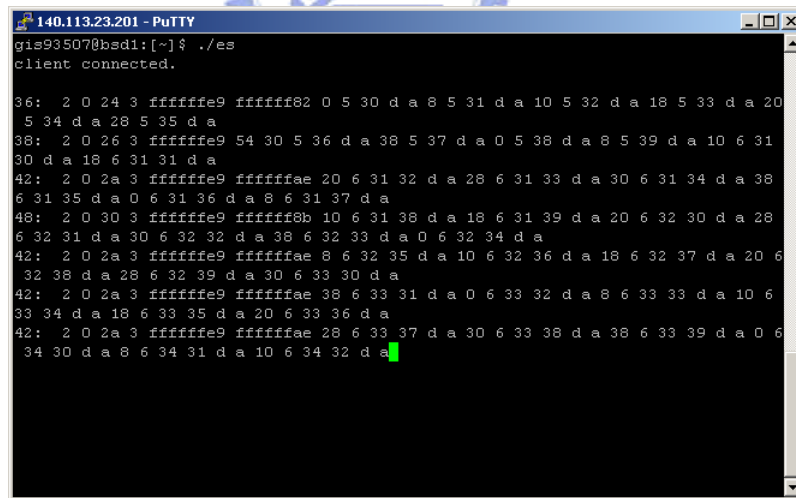 140.113.23.201 - PuTTY
gis93507@bsd1:[~]$ ./es
client connected.
36:  2 0 24 3 ffffffe9 ffffff82 0 5 30 d a 8 5 31 d a 10 5 32 d a 18 5 33 d a 20
5 34 d a 28 5 35 d a
38:  2 0 26 3 ffffffe9 54 30 5 36 d a 38 5 37 d a 0 5 38 d a 8 5 39 d a 10 6 31
30 d a 18 6 31 31 d a
42:  2 0 2a 3 ffffffe9 ffffffae 20 6 31 32 d a 28 6 31 33 d a 30 6 31 34 d a 38
6 31 35 d a 0 6 31 36 d a 8 6 31 37 d a
48:  2 0 30 3 ffffffe9 ffffff8b 10 6 31 38 d a 18 6 31 39 d a 20 6 32 30 d a 28
6 32 31 d a 30 6 32 32 d a 38 6 32 33 d a 0 6 32 34 d a
42:  2 0 2a 3 ffffffe9 ffffffae 8 6 32 35 d a 10 6 32 36 d a 18 6 32 37 d a 20 6
32 38 d a 28 6 32 39 d a 30 6 33 30 d a
42:  2 0 2a 3 ffffffe9 ffffffae 38 6 33 31 d a 0 6 33 32 d a 8 6 33 33 d a 10 6
33 34 d a 18 6 33 35 d a 20 6 33 36 d a
42:  2 0 2a 3 ffffffe9 ffffffae 28 6 33 37 d a 30 6 33 38 d a 38 6 33 39 d a 0 6
34 30 d a 8 6 34 31 d a 10 6 34 32 d a